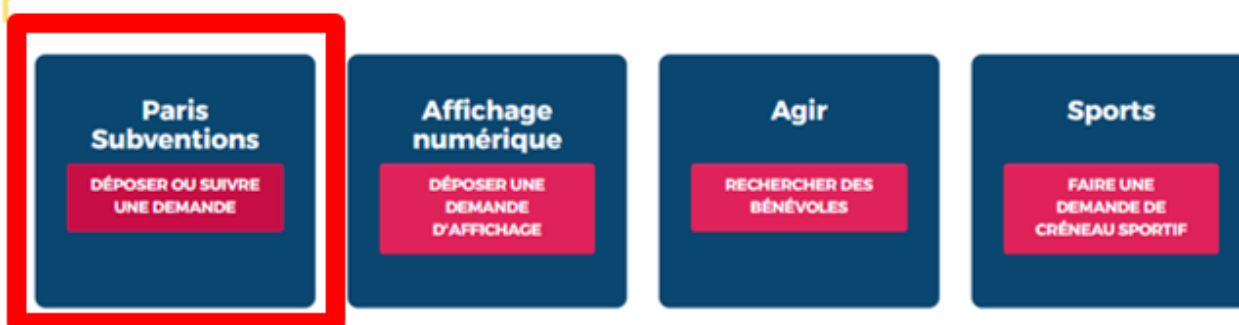 Paris
Subventions
DÉPOSER OU SUIVRE
UNE DEMANDE
Affichage
numérique
DÉPOSER UNE
DEMANDE
D'AFFICHAGE
Agir
RECHERCHER DES
BÉNÉVOLES
Sports
FAIRE UNE
DEMANDE DE
CRÉNEAU SPORTIF